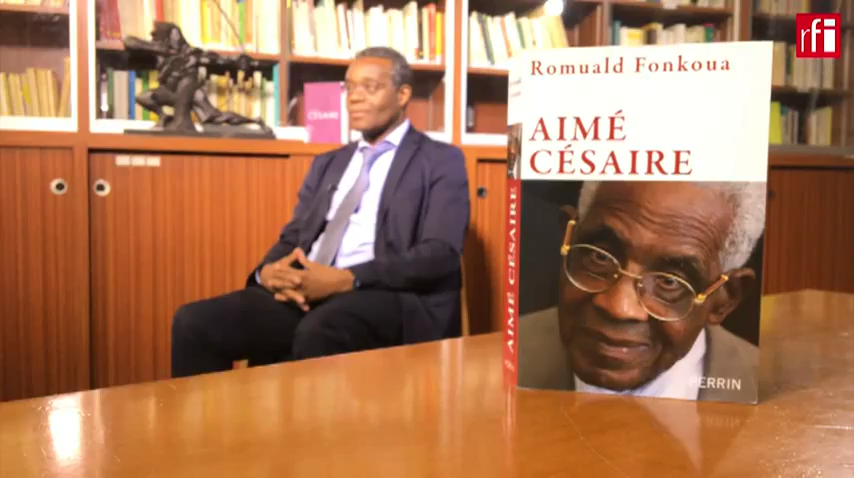 rfi
Romuald Fonkoua
AIMÉ
CÉSAIRE
AIMÉ CÉSAIRE
PERRIN
CÉSAIRE